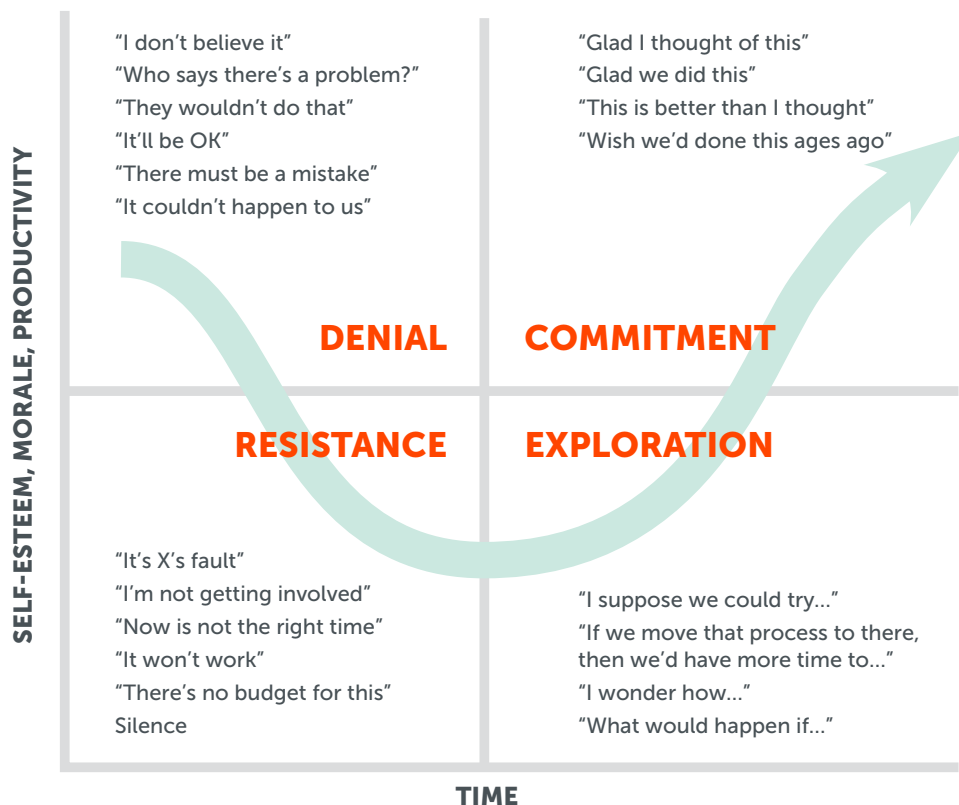 “I don’t believe it”
“Who says there’s a problem?”
“They wouldn’t do that”
“It’ll be OK”
“There must be a mistake”
“It couldn’t happen to us”
“Glad I thought of this”
“Glad we did this”
“This is better than I thought”
“Wish we’d done this ages ago”
SELF-ESTEEM, MORALE, PRODUCTIVITY
DENIAL
COMMITMENT
RESISTANCE
EXPLORATION
“It’s X’s fault”
“I’m not getting involved”
“Now is not the right time”
“It won’t work”
“There’s no budget for this”
Silence
“I suppose we could try...”
“If we move that process to there,
then we’d have more time to...”
“I wonder how...”
“What would happen if...”
TIME